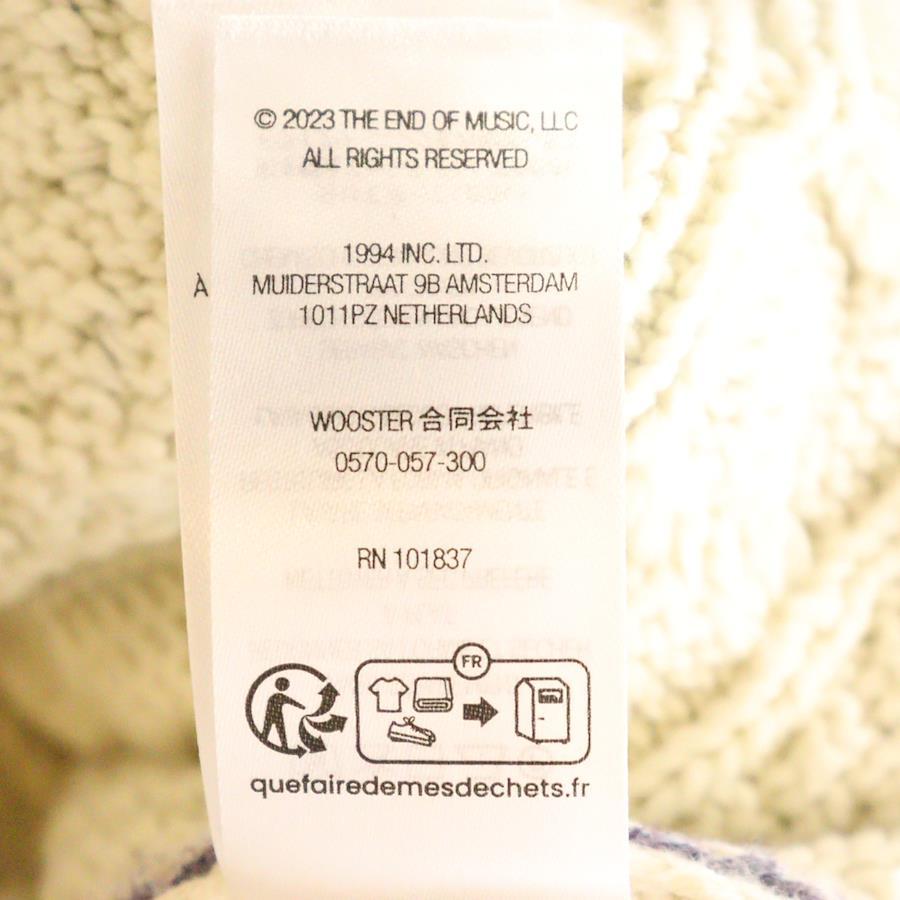 © 2023 THE END OF MUSIC, LLC
ALL RIGHTS RESERVED
1994 INC. LTD.
À
MUIDERSTRAAT 9B AMSTERDAM
1011PZ NETHERLANDS
WOOSTER 合同会社
0570-057-300
RN 101837
FR
quefairedemesdechets.fr